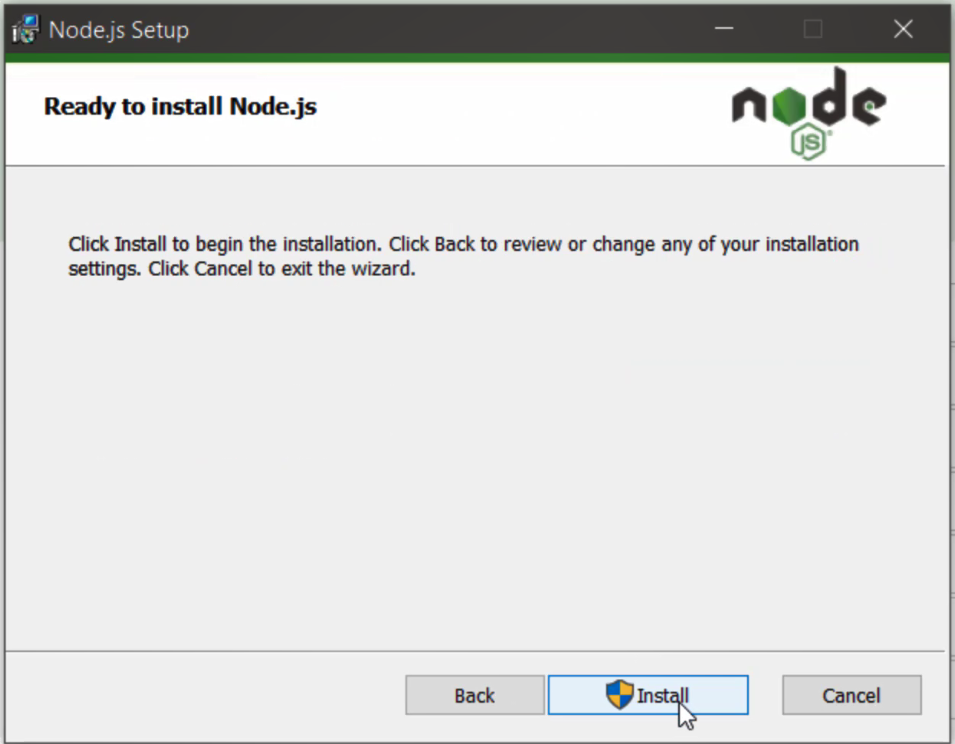 Node.js Setup
Ready to install Node.js
node
JS
Click Install to begin the installation. Click Back to review or change any of your installation
settings. Click Cancel to exit the wizard.
Back
Install
Cancel